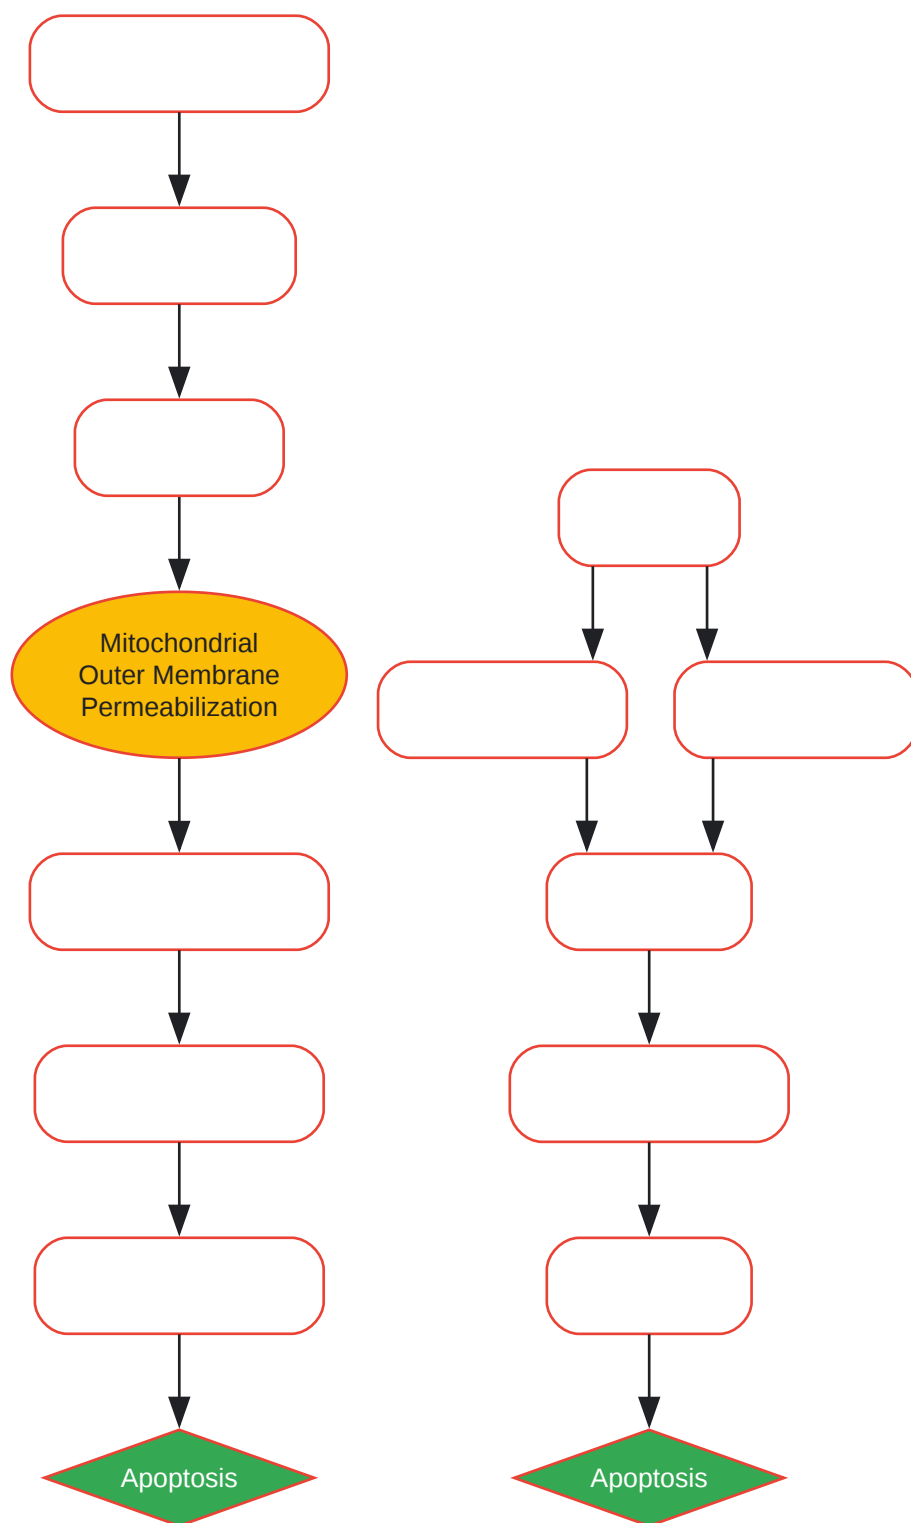 Mitochondrial
Outer Membrane
Permeabilization
Apoptosis
Apoptosis